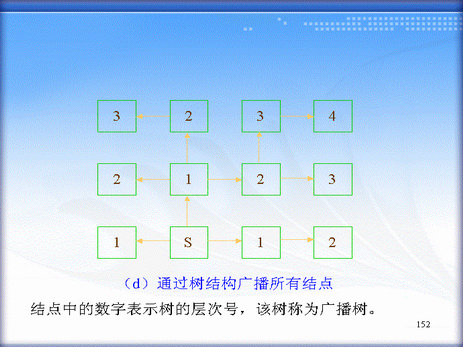 3 2 3 4
2 1 2 3
1 S 1 2
（d）通过树结构广播所有结点
结点中的数字表示树的层次号，该树称为广播树。
152